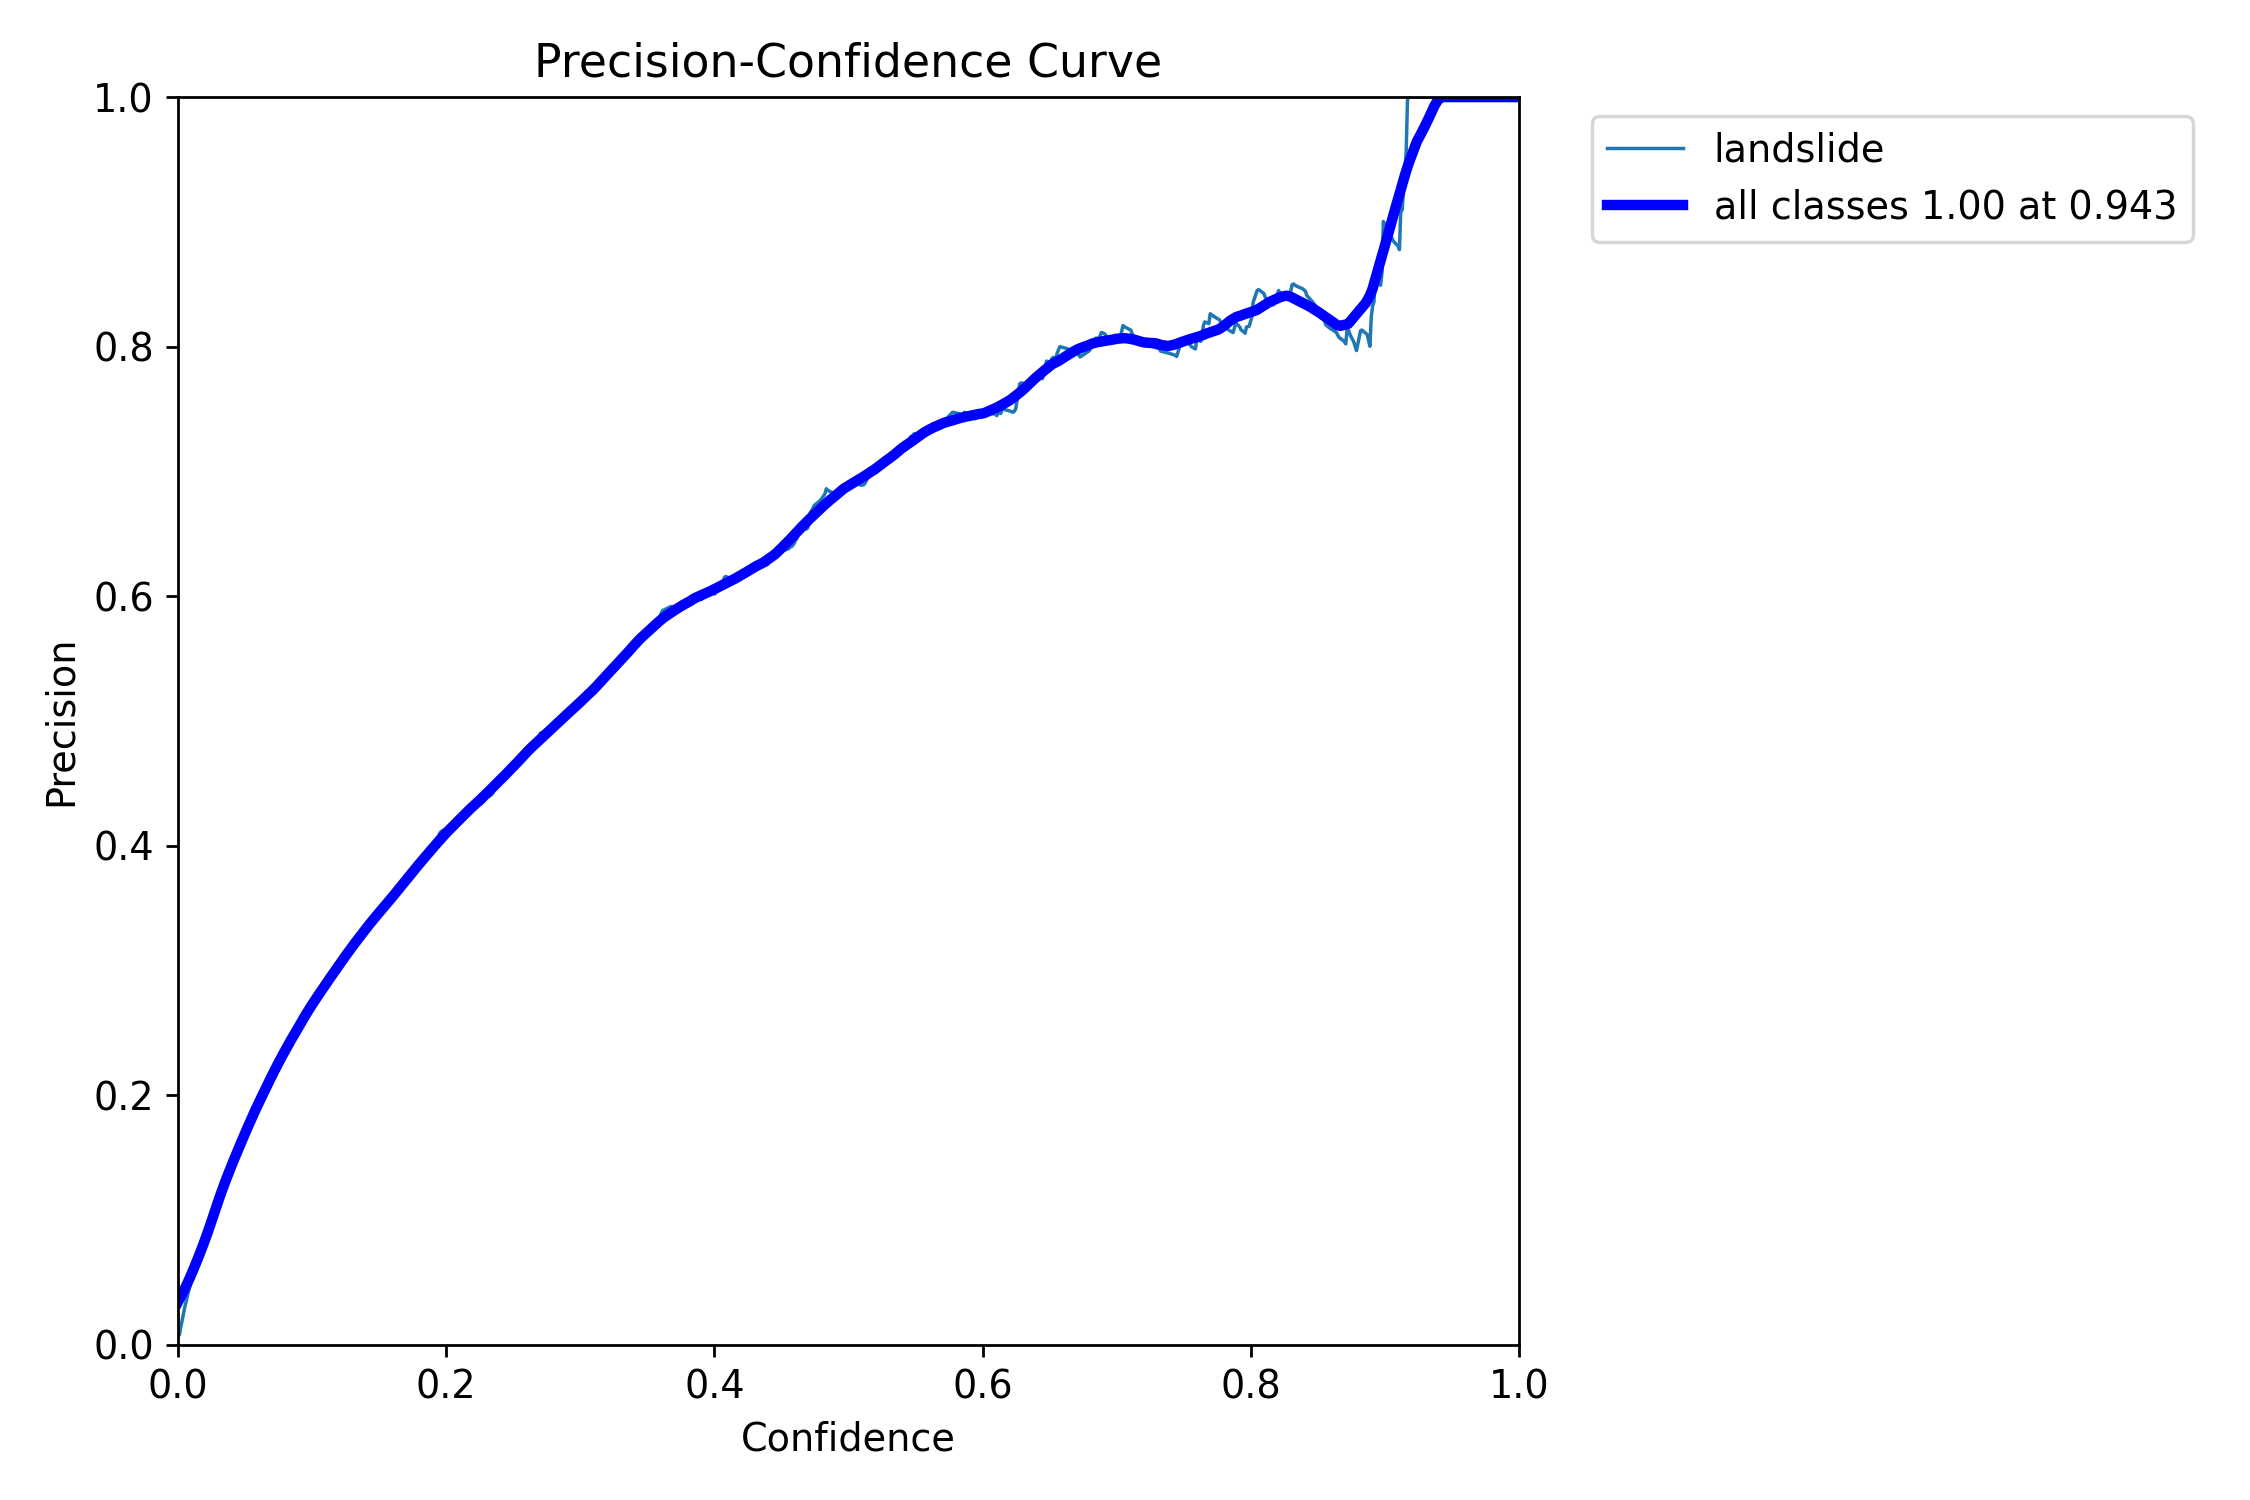 Precision-Confidence Curve
1.0
0.8
0.6
0.4
0.2
0.0
Precision
0.0 0.2 0.4 0.6 0.8 1.0
Confidence
landslide
all classes 1.00 at 0.943